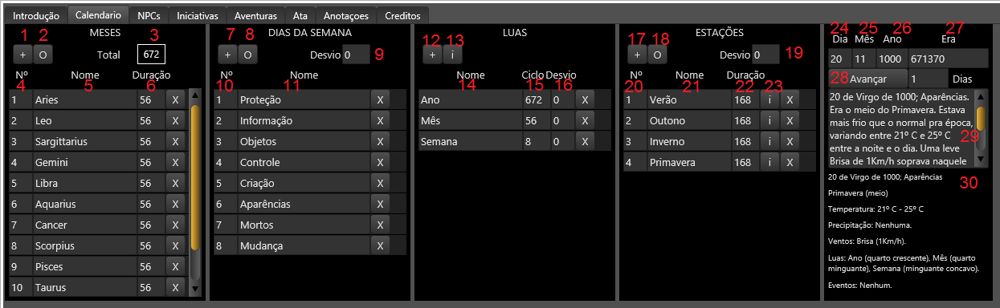 Introdução Calendario NPCs Iniciativas Aventuras Ata Anotaçoes Creditos
MESES
1 2 3
+ O Total 672
Nº Nome Duração
4 5 6
1 Aries 56 X
2 Leo 56 X
3 Sargittarius 56 X
4 Gemini 56 X
5 Libra 56 X
6 Aquarius 56 X
7 Cancer 56 X
8 Scorpius 56 X
9 Pisces 56 X
10 Taurus 56 X
DIAS DA SEMANA
7 8
+ O Desvio 0 9
Nº Nome
10 11
1 Proteção X
2 Informação X
3 Objetos X
4 Controle X
5 Criação X
6 Aparências X
7 Mortos X
8 Mudança X
LUAS
12 13
+ i
Nome Ciclo Desvio
14 15 16
Ano 672 0 X
Mês 56 0 X
Semana 8 0 X
ESTAÇÕES
17 18
+ O Desvio 0 19
Nº Nome Duração
20 21 22 23
1 Verão 168 i X
2 Outono 168 i X
3 Inverno 168 i X
4 Primavera 168 i X
24 25 26 27
Dia Mês Ano Era
20 11 1000 671370
28 Avançar 1 Dias
20 de Virgo de 1000; Aparências.
Era o meio do Primavera. Estava
mais frio que o normal pra época,
variando entre 21º C e 25º C
29
entre a noite e o dia. Uma leve
Brisa de 1Km/h soprava naquele
20 de Virgo de 1000; Aparências
30
Primavera (meio)
Temperatura: 21º C - 25º C
Precipitação: Nenhuma.
Ventos: Brisa (1Km/h).
Luas: Ano (quarto crescente), Mês (quarto
minguante), Semana (minguante concavo).
Eventos: Nenhum.